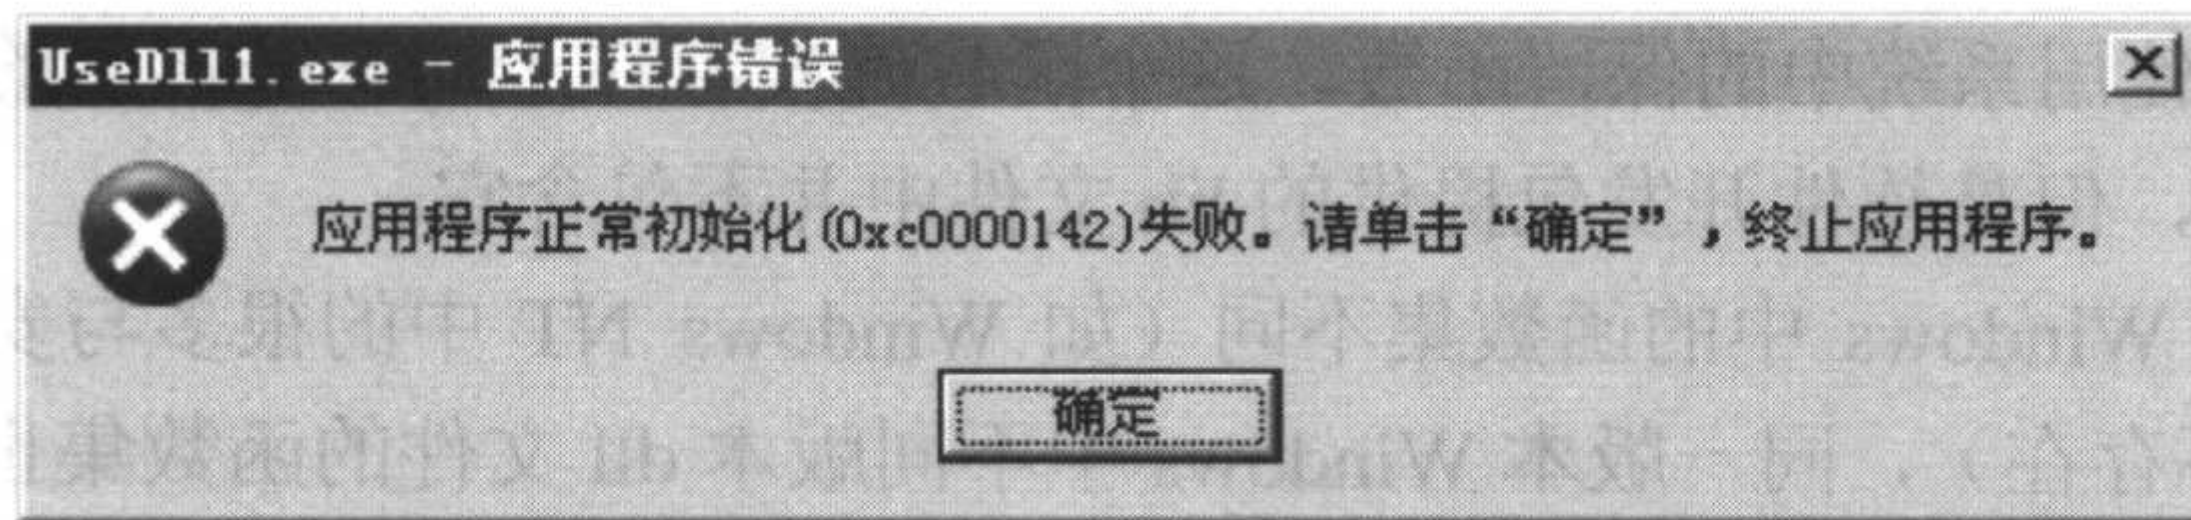 UseDll1.exe - 应用程序错误
应用程序正常初始化(0xc0000142)失败。请单击“确定”，终止应用程序。
确定